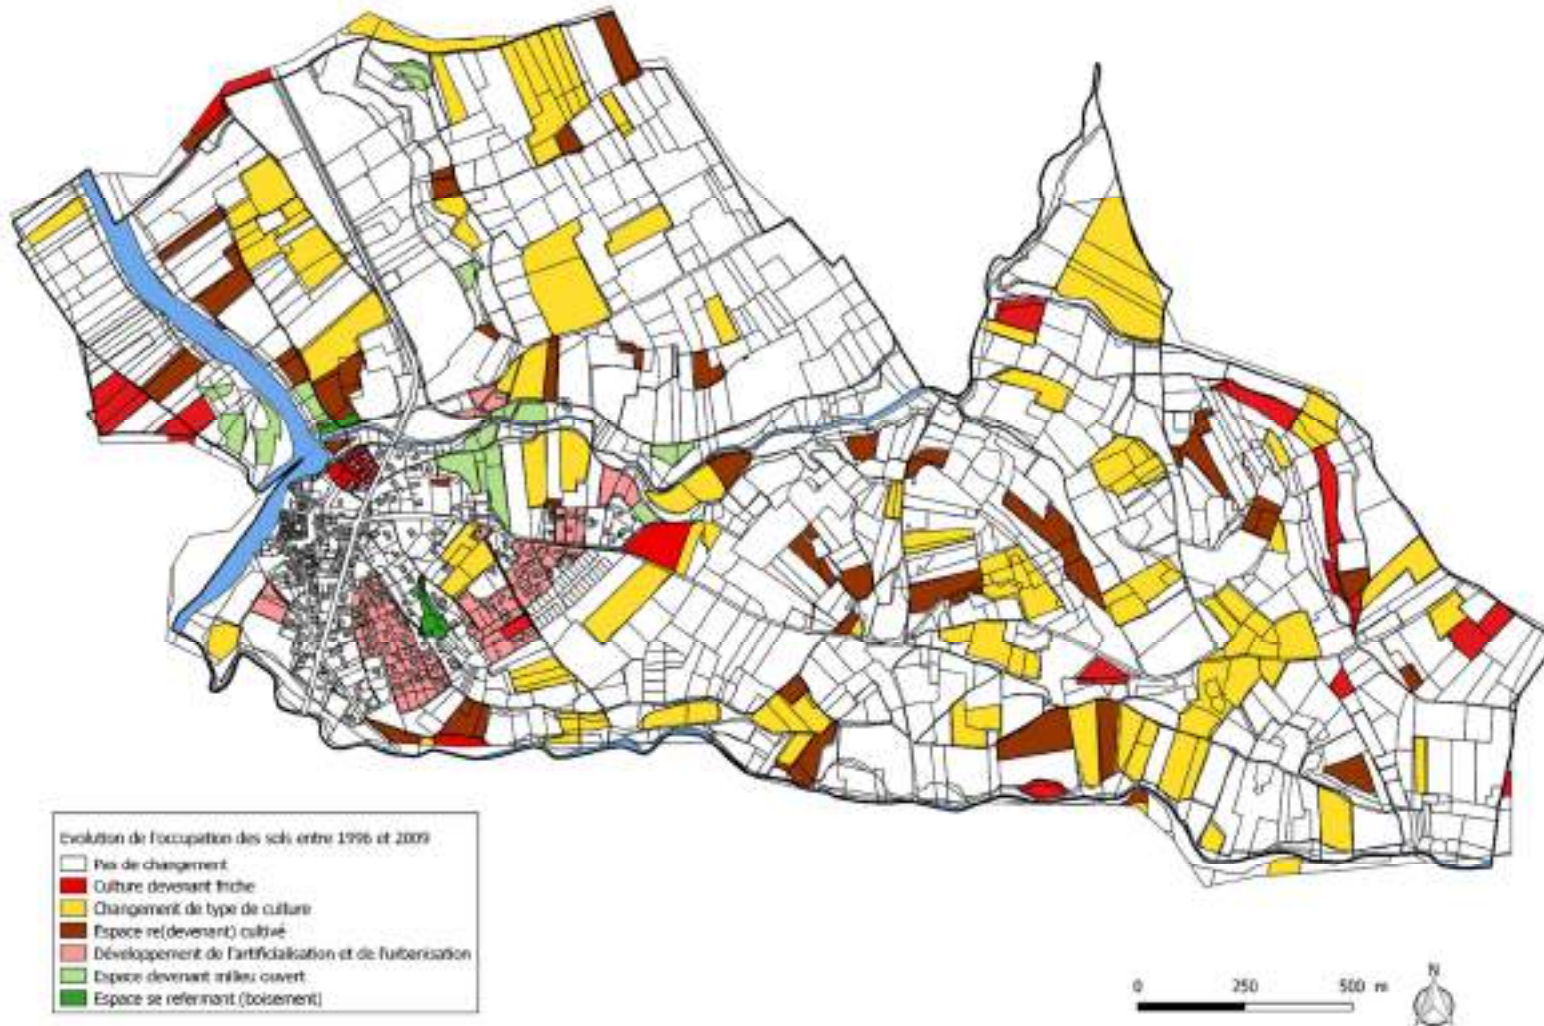 Evolution de l'occupation des sols entre 1996 et 2009
Pas de changement
Culture devenant friche
Changement de type de culture
Espace re(devenant) cultivé
Développement de l'artificialisation et de l'urbanisation
Espace devenant milieu ouvert
Espace se refermant (boisement)
N
0 250 500 m